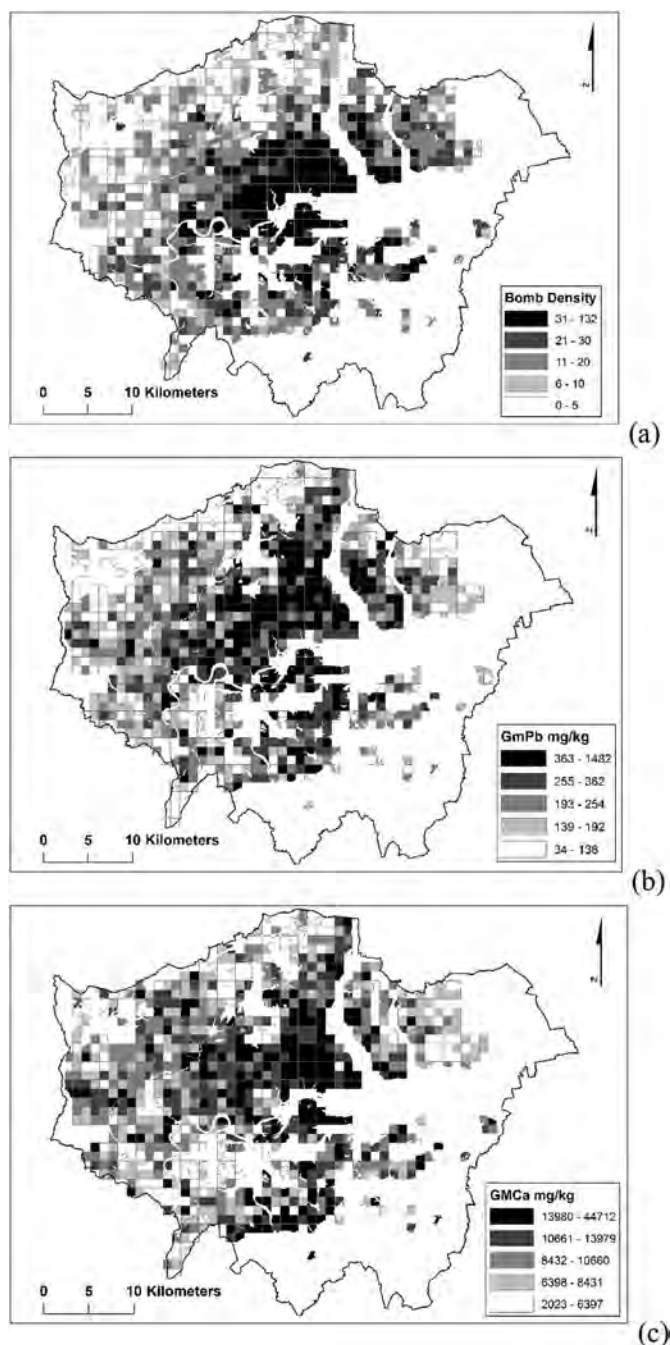 z
Bomb Density
31 - 132
21 - 30
11 - 20
6 - 10
0 - 5
0 5 10 Kilometers
(a)
z
GmPb mg/kg
363 - 1482
255 - 362
193 - 254
139 - 192
34 - 138
0 5 10 Kilometers
(b)
z
GMCa mg/kg
13980 - 44712
10661 - 13979
8432 - 10660
6398 - 8431
2023 - 6397
0 5 10 Kilometers
(c)